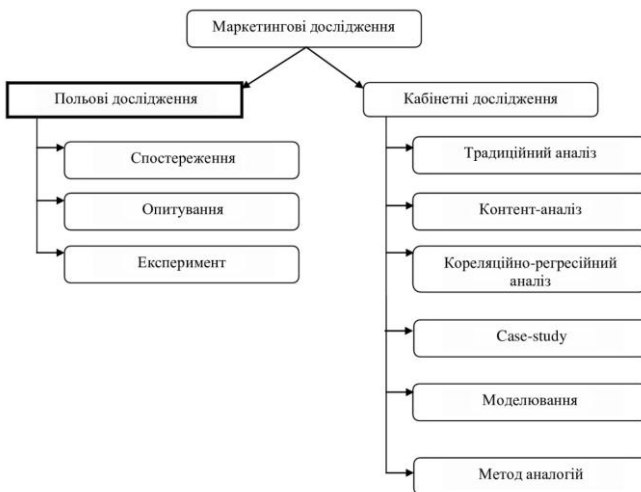 Маркетингові дослідження
Польові дослідження
Спостереження
Опитування
Експеримент
Кабінетні дослідження
Традиційний аналіз
Контент-аналіз
Кореляційно-регресійний
аналіз
Case-study
Моделювання
Метод аналогій